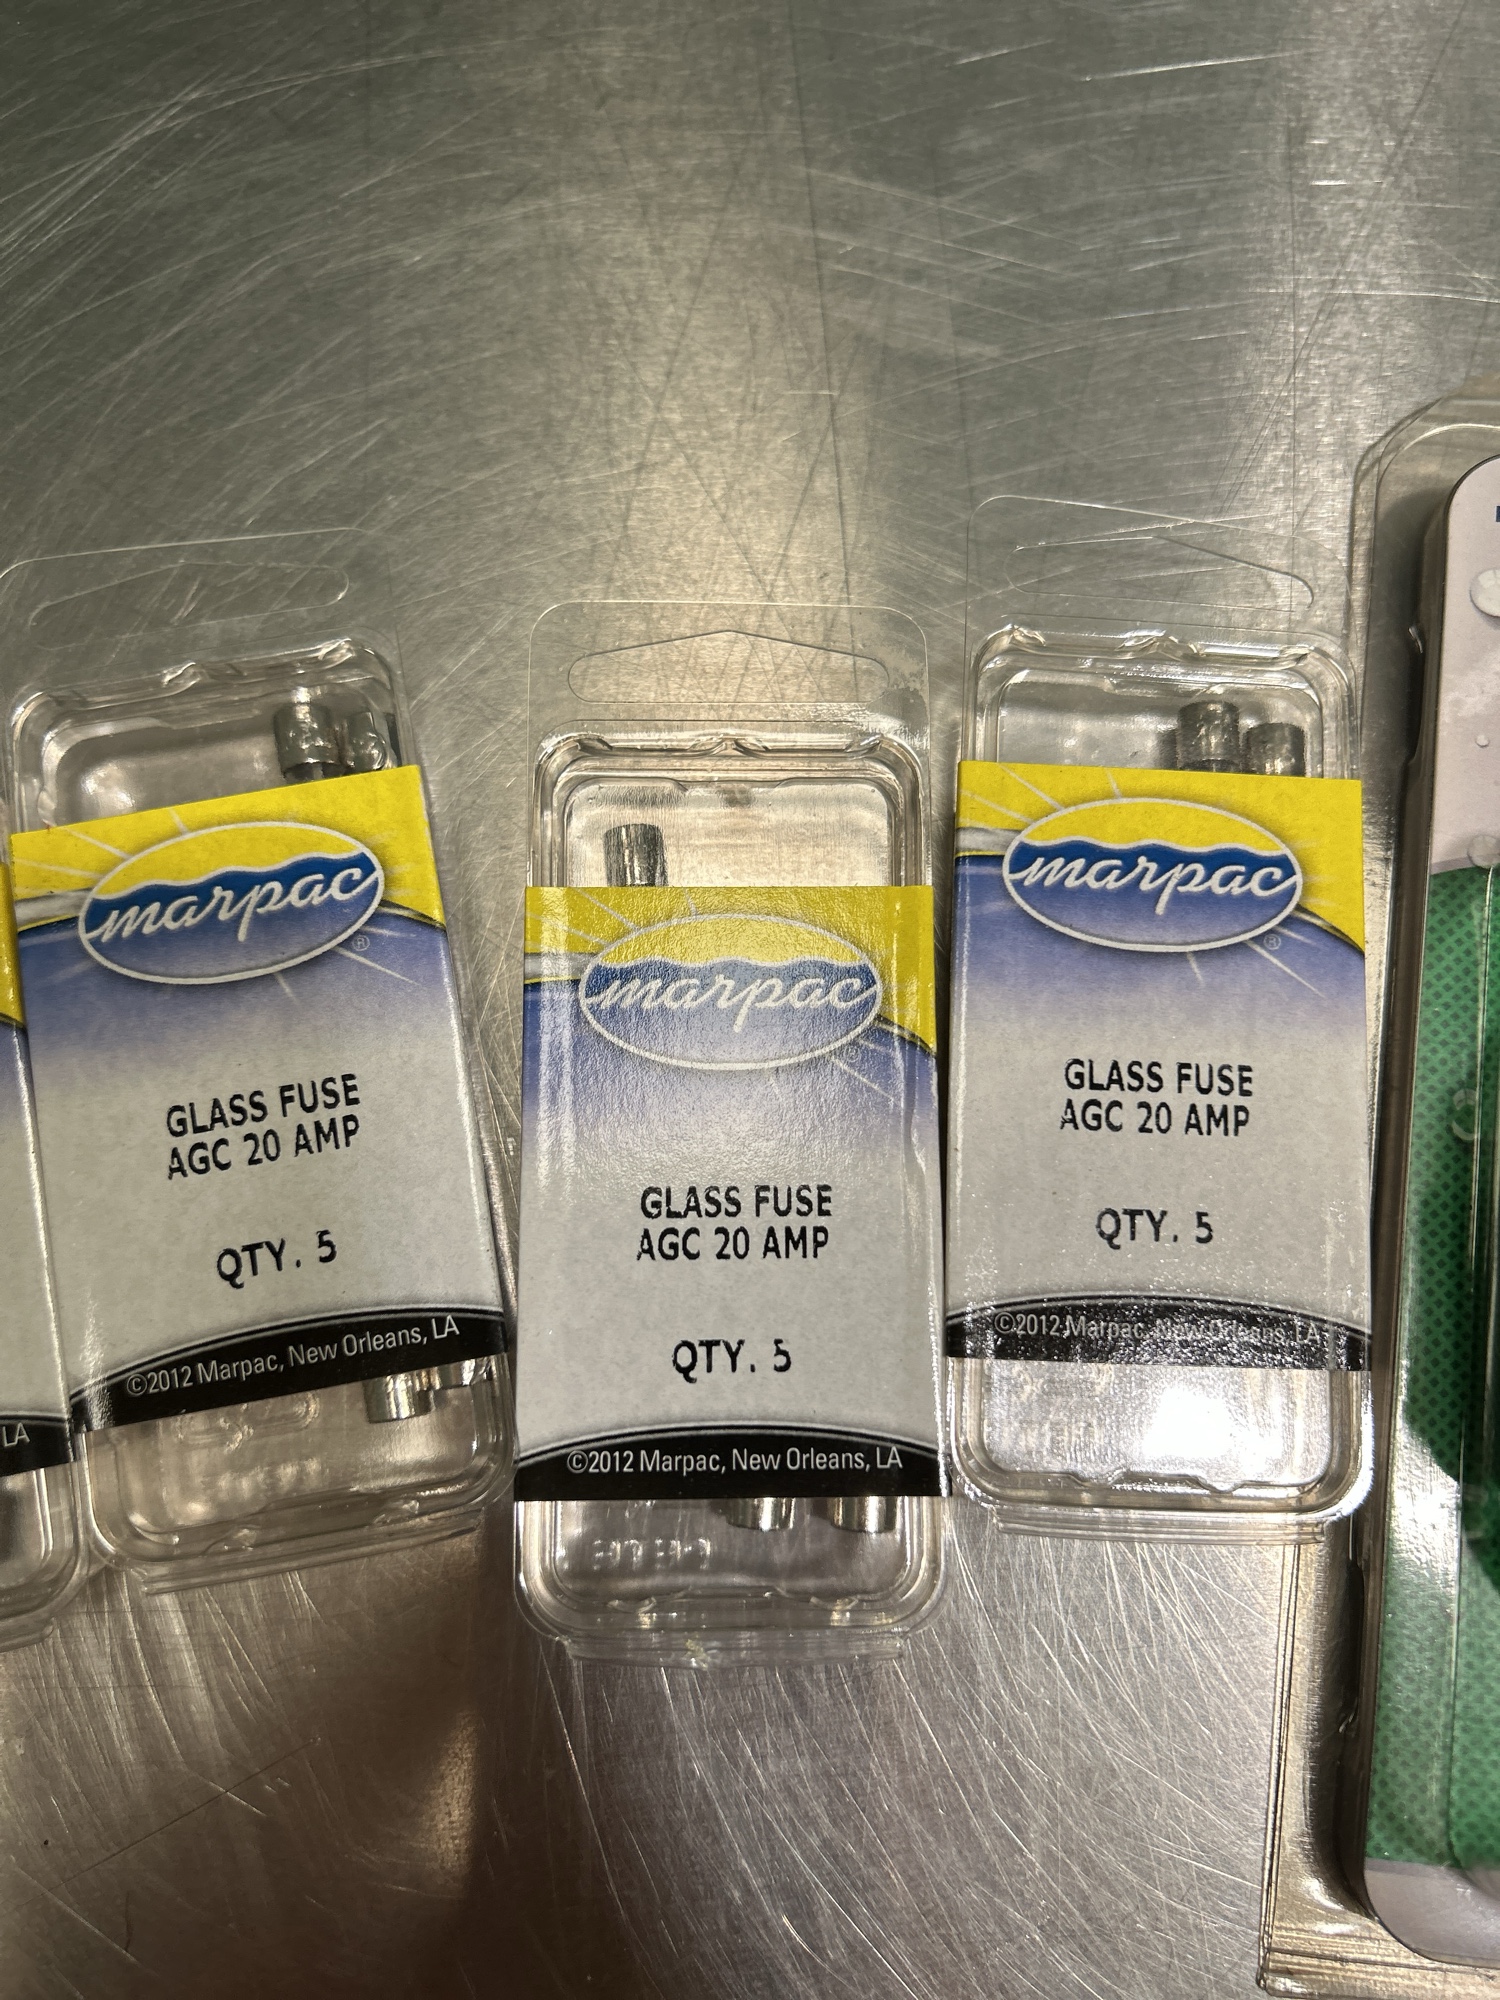 marpac
®
GLASS FUSE
AGC 20 AMP
QTY. 5
©2012 Marpac, New Orleans, LA
marpac
®
GLASS FUSE
AGC 20 AMP
QTY. 5
©2012 Marpac, New Orleans, LA
marpac
®
GLASS FUSE
AGC 20 AMP
QTY. 5
©2012 Marpac, New Orleans, LA
LA